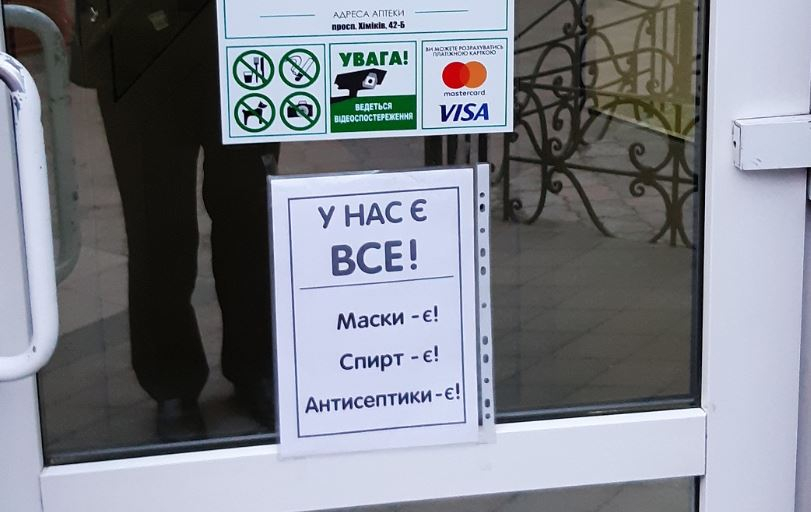 АДРЕСА АПТЕКИ
просп. Хіміків, 42-Б
УВАГА!
ВЕДЕТЬСЯ
ВІДЕОСПОСТЕРЕЖЕННЯ
ВИ МОЖЕТЕ РОЗРАХУВАТИСЬ
ПЛАТІЖНОЮ КАРТКОЮ
mastercard
VISA
У НАС Є
ВСЕ!
Маски - є!
Спирт - є!
Антисептики - є!